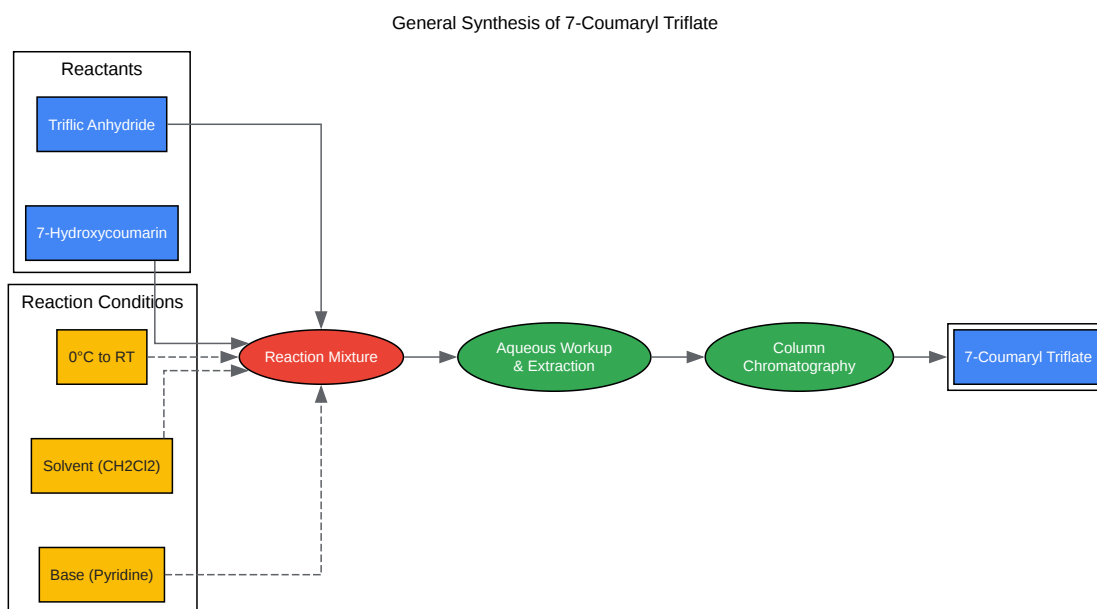 General Synthesis of 7-Coumaryl Triflate
Reactants
Triflic Anhydride
7-Hydroxycoumarin
Reaction Conditions
0°C to RT
Solvent (CH2Cl2)
Base (Pyridine)
Reaction Mixture
Aqueous Workup
& Extraction
Column
Chromatography
7-Coumaryl Triflate